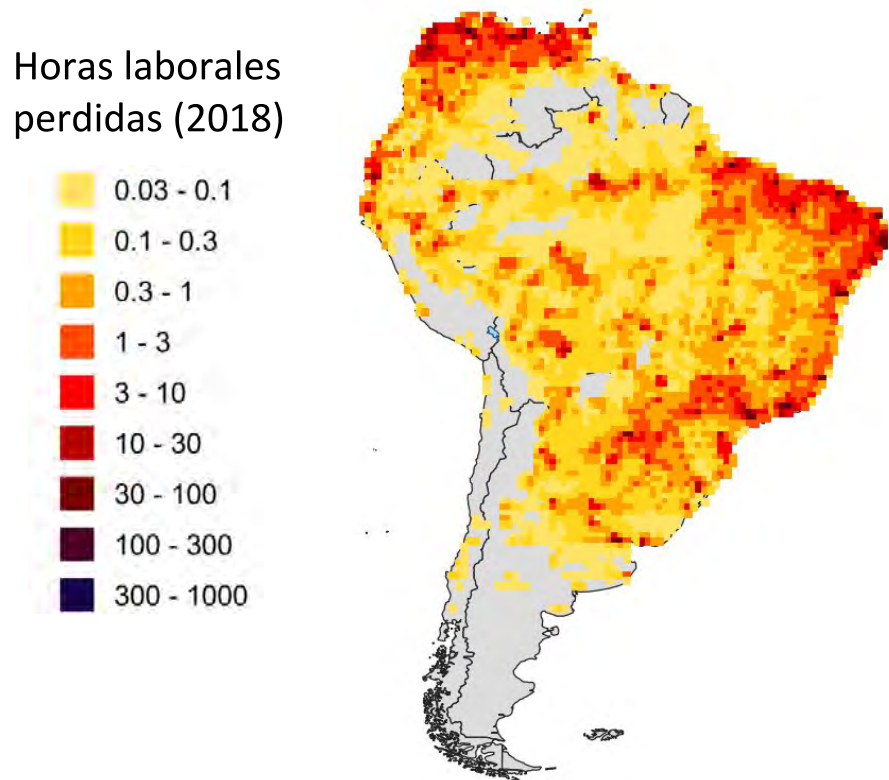 Horas laborales
perdidas (2018)
0.03 - 0.1
0.1 - 0.3
0.3 - 1
1 - 3
3 - 10
10 - 30
30 - 100
100 - 300
300 - 1000